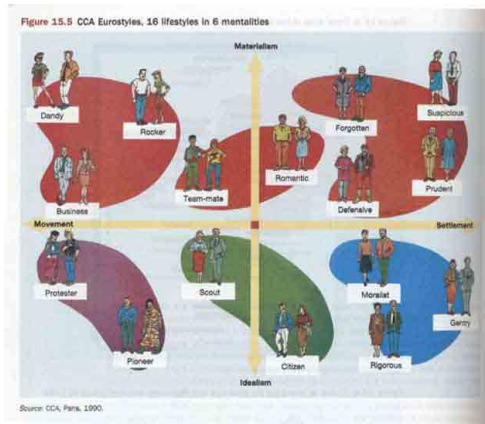 Figure 15.5 CCA Eurostyles, 16 lifestyles in 6 mentalities
Materialism
Dandy
Rocker
Forgotten
Suspicious
Team-mate
Romantic
Business
Defensive
Prudent
Movement
Settlement
Protester
Scout
Moralist
Gentry
Pioneer
Citizen
Rigorous
Idealism
Source: CCA, Paris, 1990.